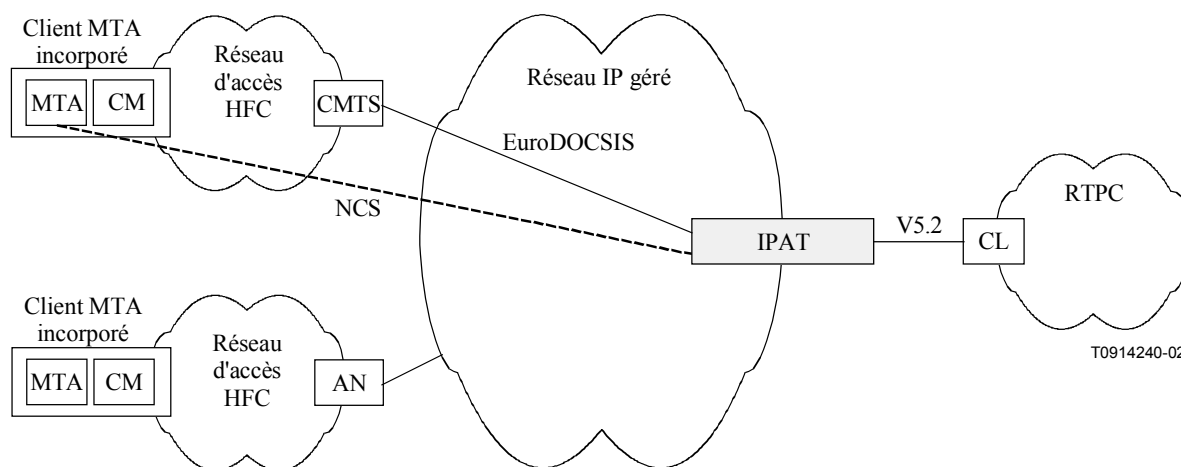 Client MTA
incorporé
MTA
CM
Réseau
d'accès
HFC
CMTS
Réseau IP géré
EuroDOCSIS
NCS
IPAT
V5.2
CL
RTPC
Client MTA
incorporé
MTA
CM
Réseau
d'accès
HFC
AN
T0914240-02